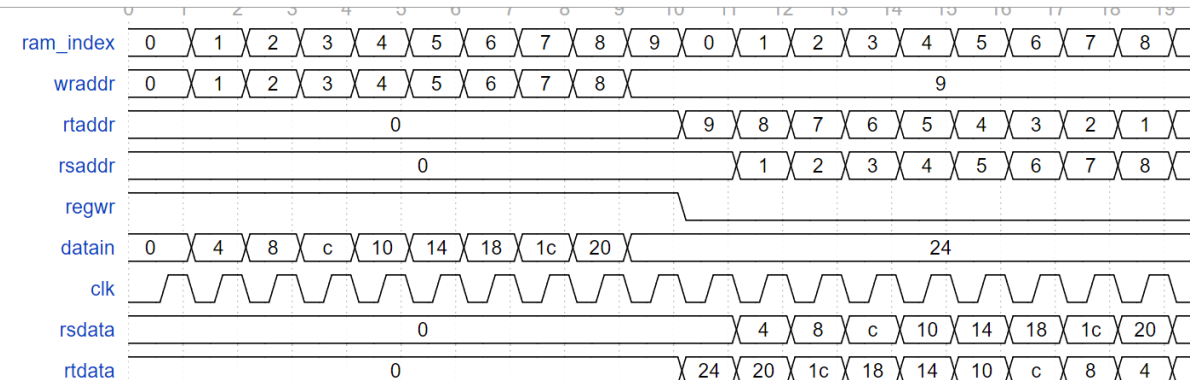 0 1 2 3 4 5 6 7 8 9 10 11 12 13 14 15 16 17 18 19
ram_index 0 1 2 3 4 5 6 7 8 9 0 1 2 3 4 5 6 7 8
wraddr 0 1 2 3 4 5 6 7 8 9
rtaddr 0 9 8 7 6 5 4 3 2 1
rsaddr 0 1 2 3 4 5 6 7 8
regwr
datain 0 4 8 c 10 14 18 1c 20 24
clk
rsdata 0 4 8 c 10 14 18 1c 20
rtdata 0 24 20 1c 18 14 10 c 8 4